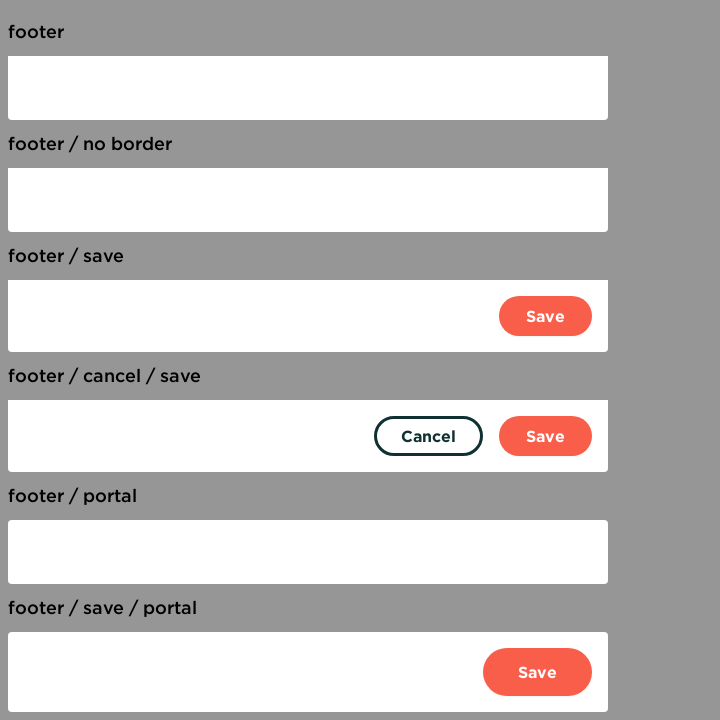 footer
footer / no border
footer / save
Save
footer / cancel / save
Cancel Save
footer / portal
footer / save / portal
Save